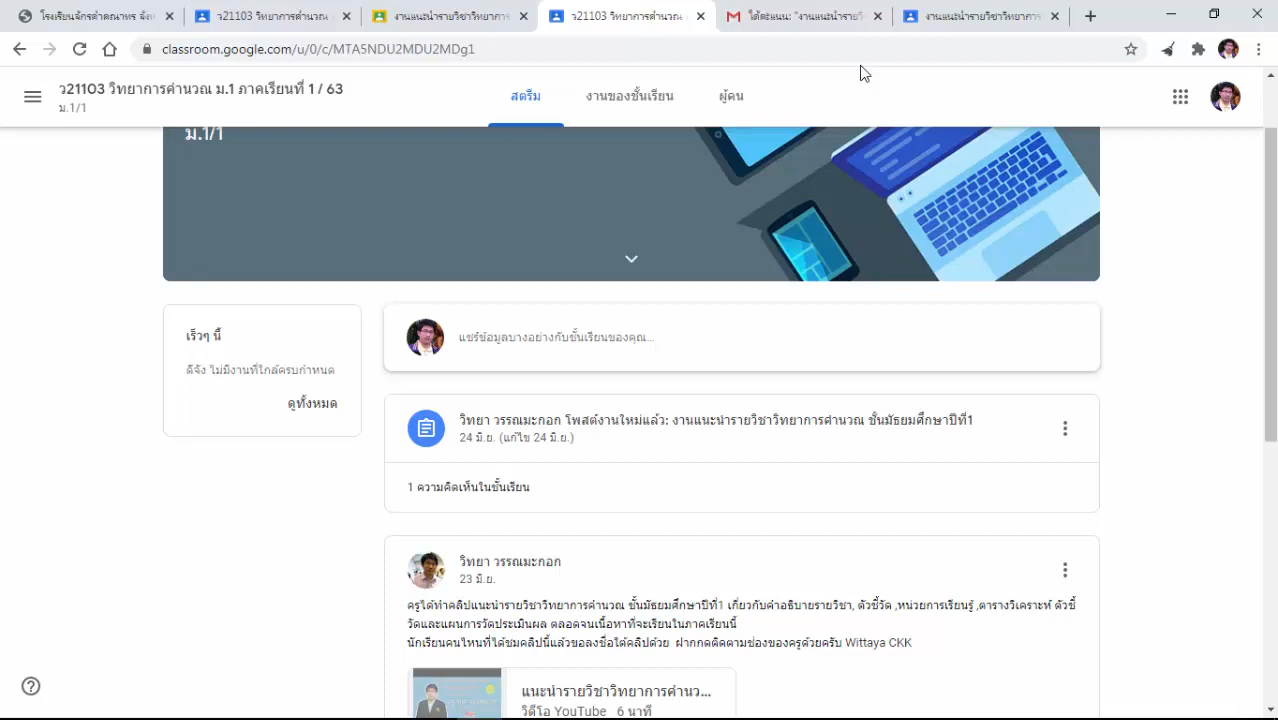 โรงเรียนจักรคำคณาทร จังห
ว21103 วิทยาการคำนวณ ม
งานแนะนำรายวิชาวิทยาการ
ว21103 วิทยาการคำนวณ ม
ได้คะแนน: "งานแนะนำรายวิ
งานแนะนำรายวิชาวิทยาการ
classroom.google.com/u/0/c/MTA5NDU2MDU2MDg1
ว21103 วิทยาการคำนวณ ม.1 ภาคเรียนที่ 1 / 63
ม.1/1
สตรีม
งานของชั้นเรียน
ผู้คน
ม.1/1
เร็วๆ นี้
ดีจัง ไม่มีงานที่ใกล้ครบกำหนด
ดูทั้งหมด
แชร์ข้อมูลบางอย่างกับชั้นเรียนของคุณ...
วิทยา วรรณมะกอก โพสต์งานใหม่แล้ว: งานแนะนำรายวิชาวิทยาการคำนวณ ชั้นมัธยมศึกษาปีที่1
24 มิ.ย. (แก้ไข 24 มิ.ย.)
1 ความคิดเห็นในชั้นเรียน
วิทยา วรรณมะกอก
23 มิ.ย.
ครูได้ทำคลิปแนะนำรายวิชาวิทยาการคำนวณ ชั้นมัธยมศึกษาปีที่1 เกี่ยวกับคำอธิบายรายวิชา, ตัวชี้วัด ,หน่วยการเรียนรู้ ,ตารางวิเคราะห์ ตัวชี้
วัดและแผนการวัดประเมินผล ตลอดจนเนื้อหาที่จะเรียนในภาคเรียนนี้
นักเรียนคนไหนที่ได้ชมคลิปนี้แล้วขอลงชื่อใต้คลิปด้วย ฝากกดติดตามช่องของครูด้วยครับ Wittaya CKK
แนะนำรายวิชาวิทยาการคำนว...
วิดีโอ YouTube 6 นาที